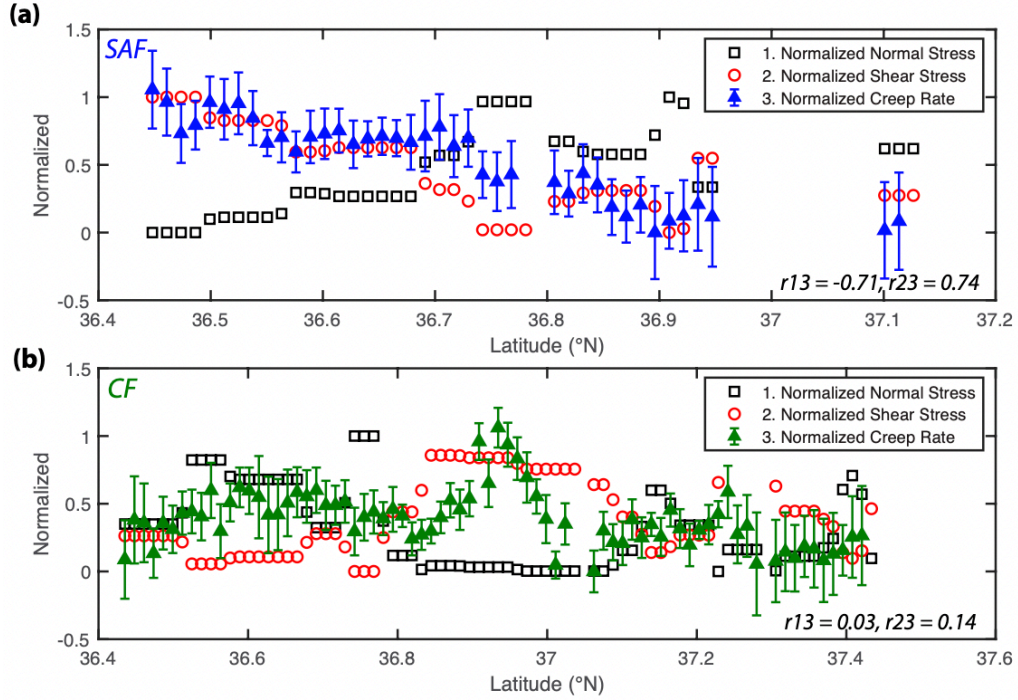 (a)
1.5
SAF
1. Normalized Normal Stress
2. Normalized Shear Stress
3. Normalized Creep Rate
1
Normalized
0.5
0
-0.5
r13 = -0.71, r23 = 0.74
36.4 36.5 36.6 36.7 36.8 36.9 37 37.1 37.2
Latitude (°N)
(b)
1.5
CF
1. Normalized Normal Stress
2. Normalized Shear Stress
3. Normalized Creep Rate
1
Normalized
0.5
0
-0.5
r13 = 0.03, r23 = 0.14
36.4 36.6 36.8 37 37.2 37.4 37.6
Latitude (°N)